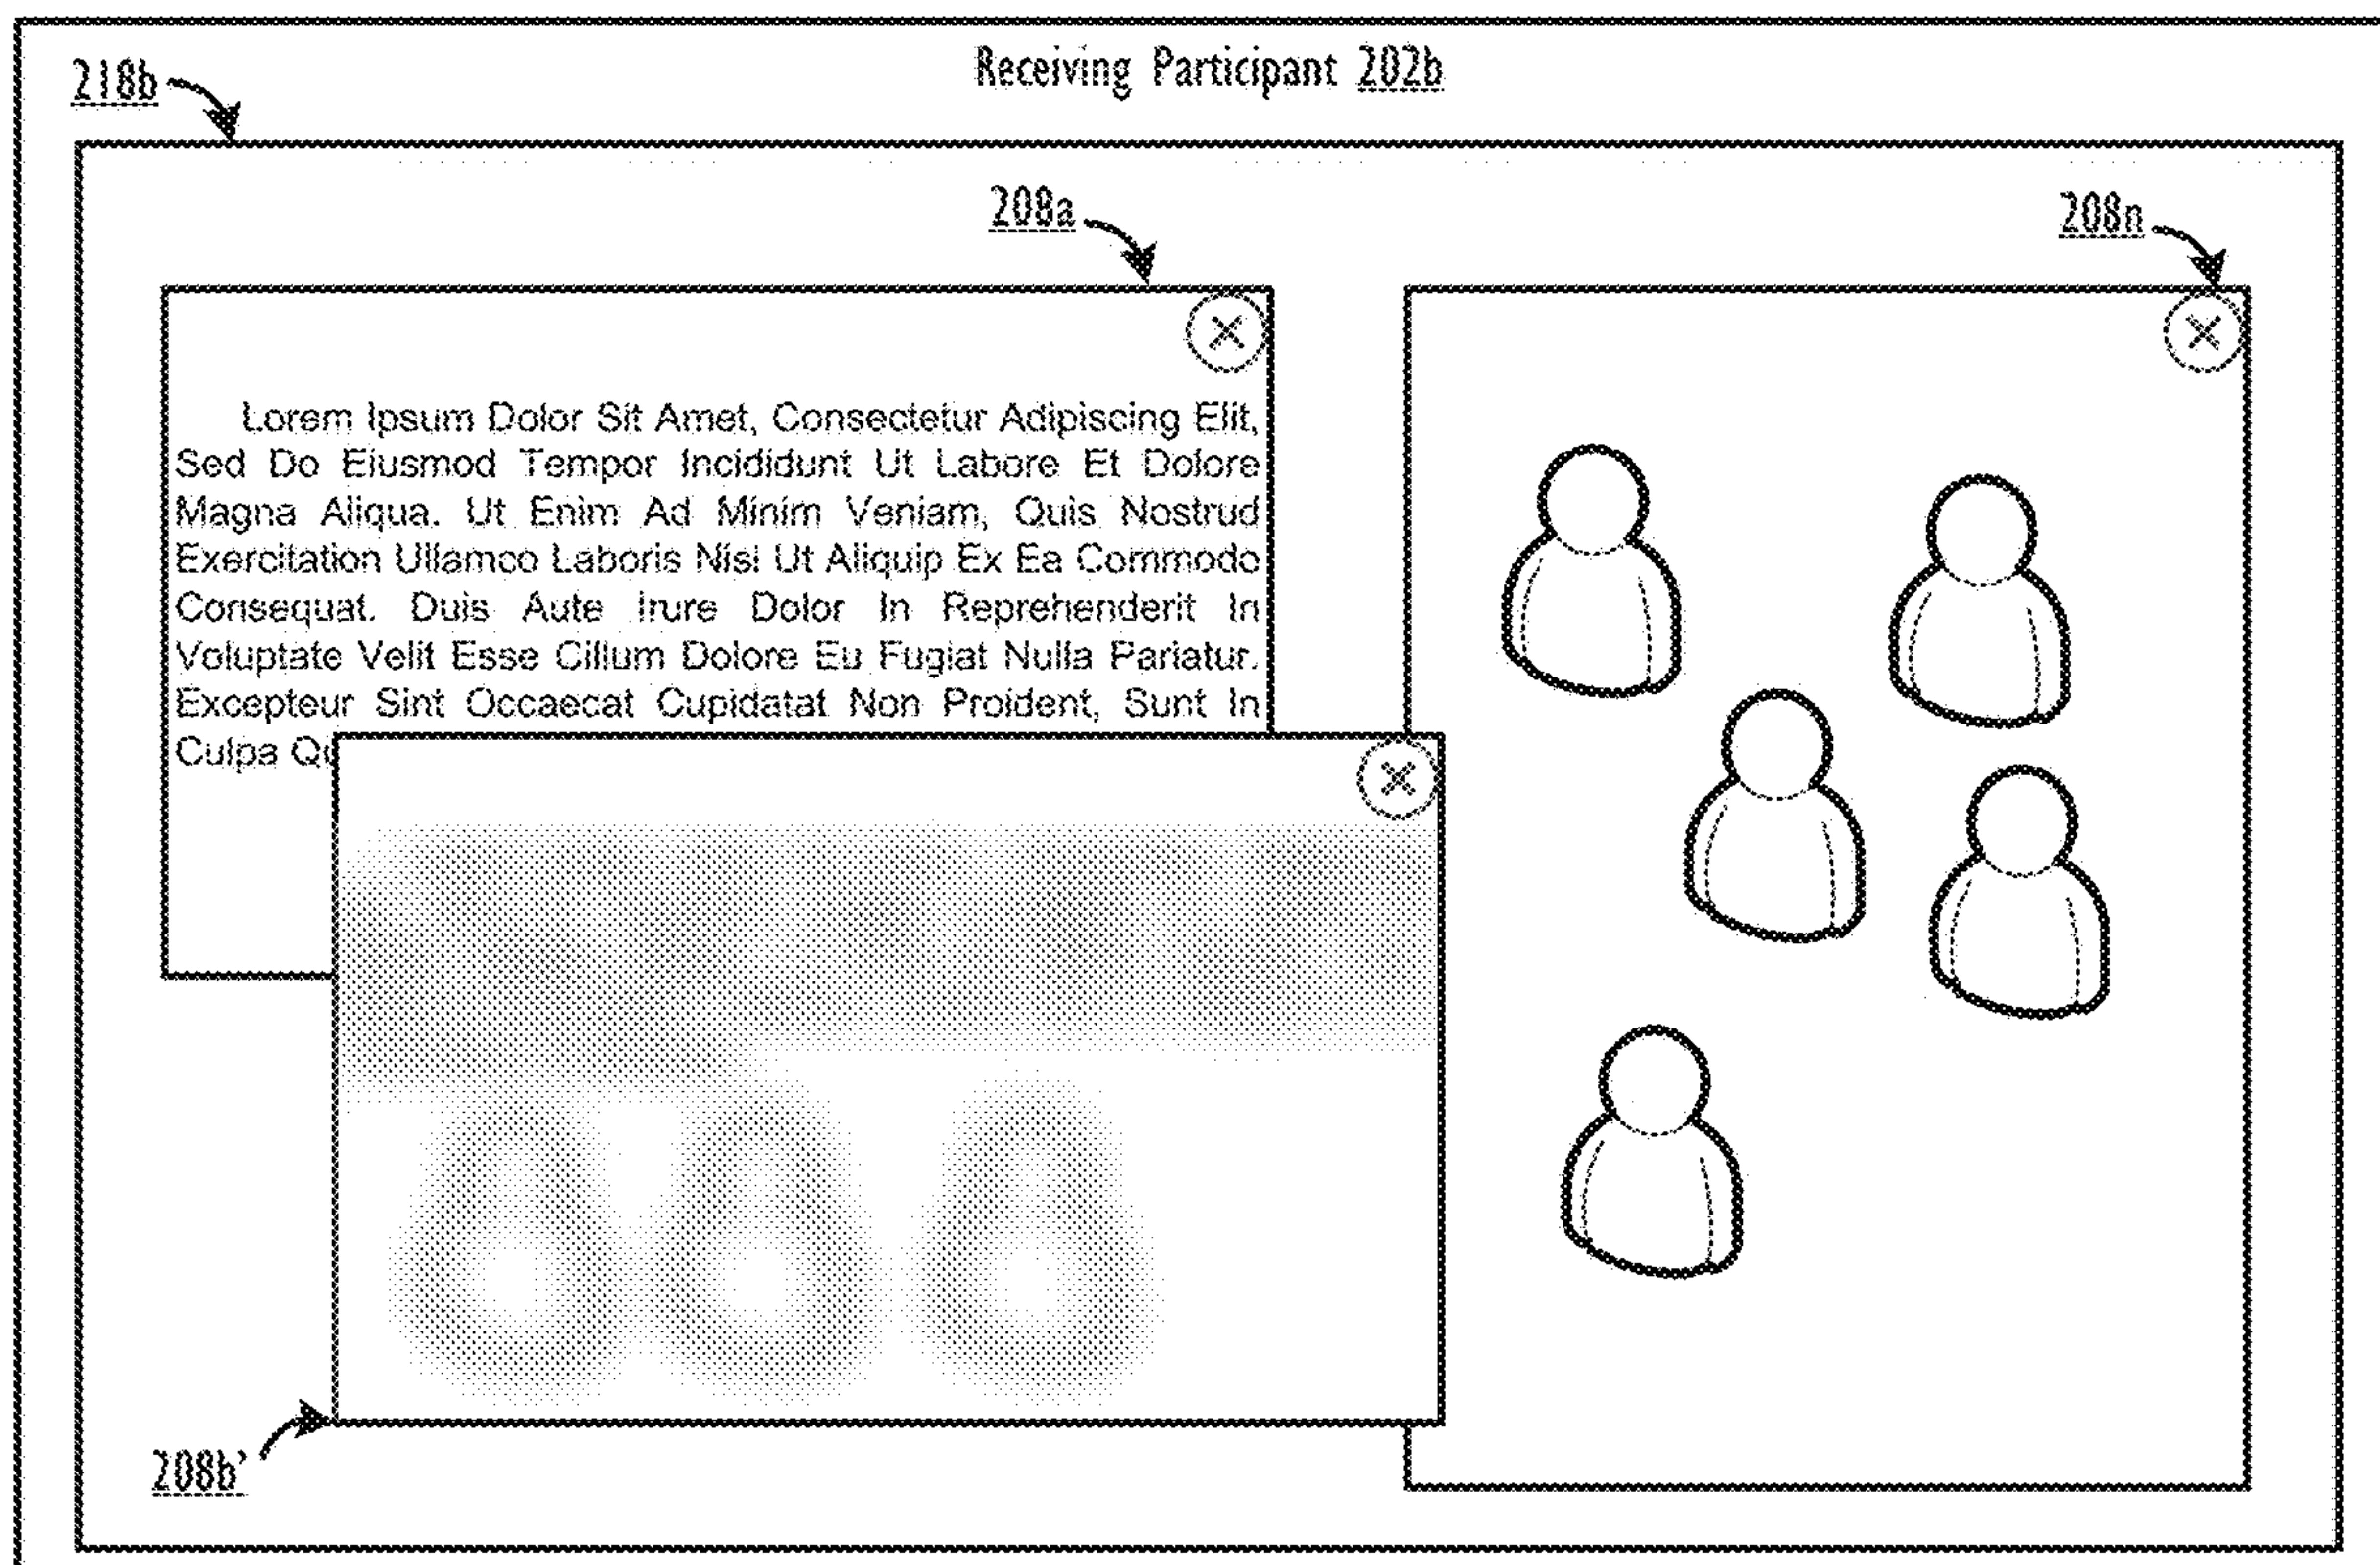 Receiving Participant 202b
218b
208a
208n
Lorem Ipsum Dolor Sit Amet, Consectetur Adipiscing Elit,
Sed Do Eiusmod Tempor Incididunt Ut Labore Et Dolore
Magna Aliqua. Ut Enim Ad Minim Veniam, Quis Nostrud
Exercitation Ullamco Laboris Nisi Ut Aliquip Ex Ea Commodo
Consequat. Duis Aute Irure Dolor In Reprehenderit In
Voluptate Velit Esse Cillum Dolore Eu Fugiat Nulla Pariatur.
Excepteur Sint Occaecat Cupidatat Non Proident, Sunt In
Culpa
208b'